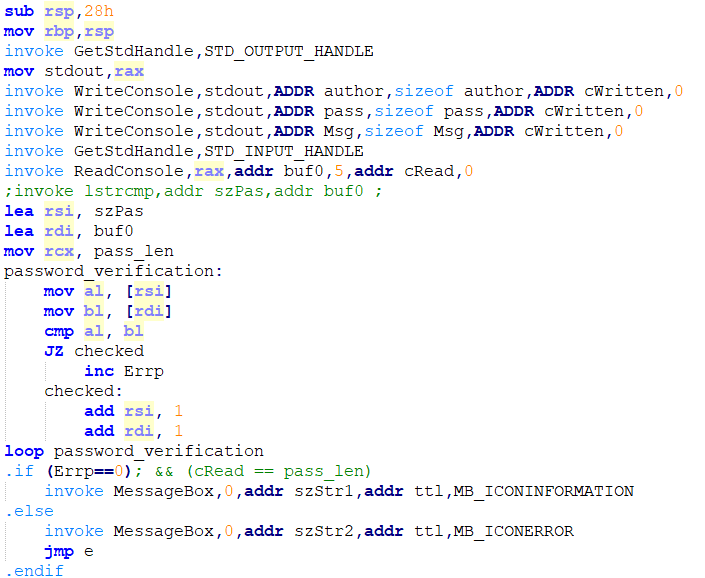 sub rsp,28h
mov rbp,rsp
invoke GetStdHandle,STD_OUTPUT_HANDLE
mov stdout,rax
invoke WriteConsole,stdout,ADDR author,sizeof author,ADDR cWritten,0
invoke WriteConsole,stdout,ADDR pass,sizeof pass,ADDR cWritten,0
invoke WriteConsole,stdout,ADDR Msg,sizeof Msg,ADDR cWritten,0
invoke GetStdHandle,STD_INPUT_HANDLE
invoke ReadConsole,rax,addr buf0,5,addr cRead,0
;invoke lstrcmp,addr szPas,addr buf0 ;
lea rsi, szPas
lea rdi, buf0
mov rcx, pass_len
password_verification:
mov al, [rsi]
mov bl, [rdi]
cmp al, bl
JZ checked
inc Errp
checked:
add rsi, 1
add rdi, 1
loop password_verification
.if (Errp==0); && (cRead == pass_len)
invoke MessageBox,0,addr szStr1,addr ttl,MB_ICONINFORMATION
.else
invoke MessageBox,0,addr szStr2,addr ttl,MB_ICONERROR
jmp e
.endif